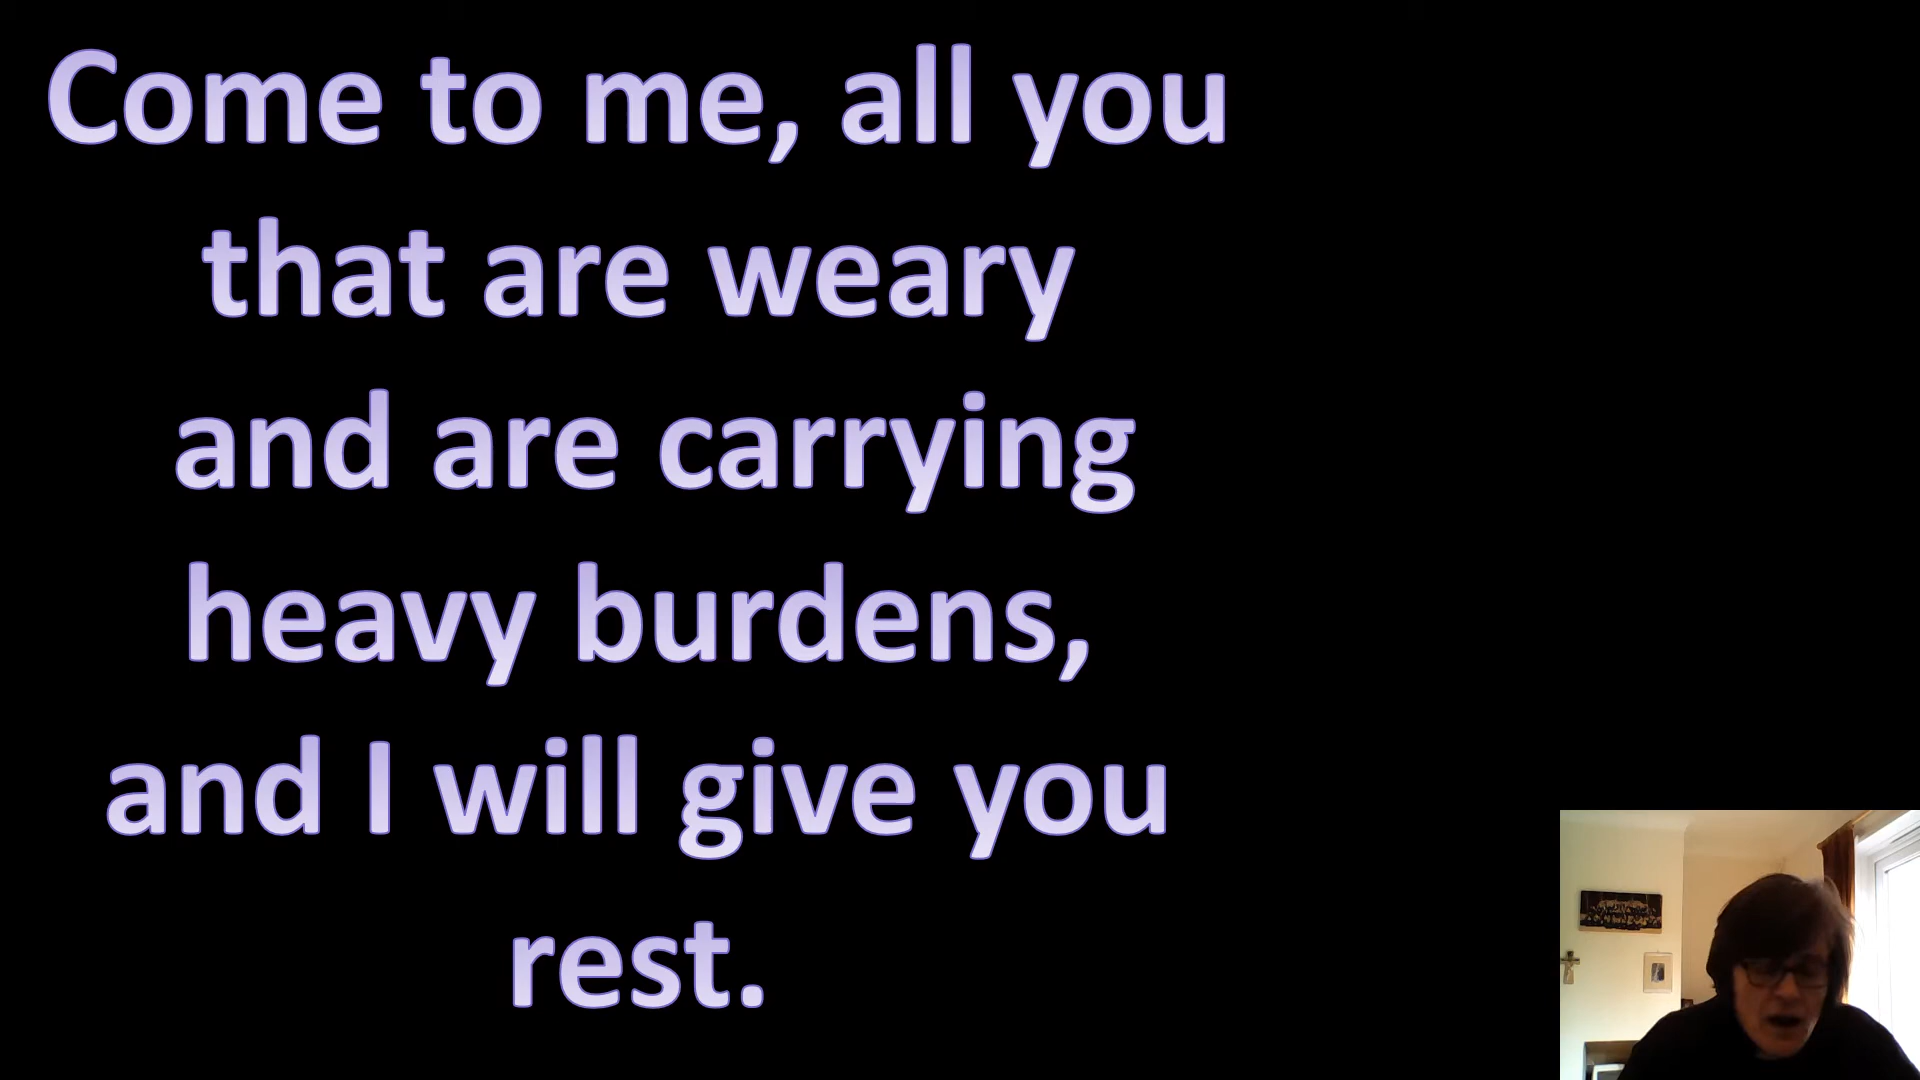 Come to me, all you
that are weary
and are carrying
heavy burdens,
and I will give you
rest.